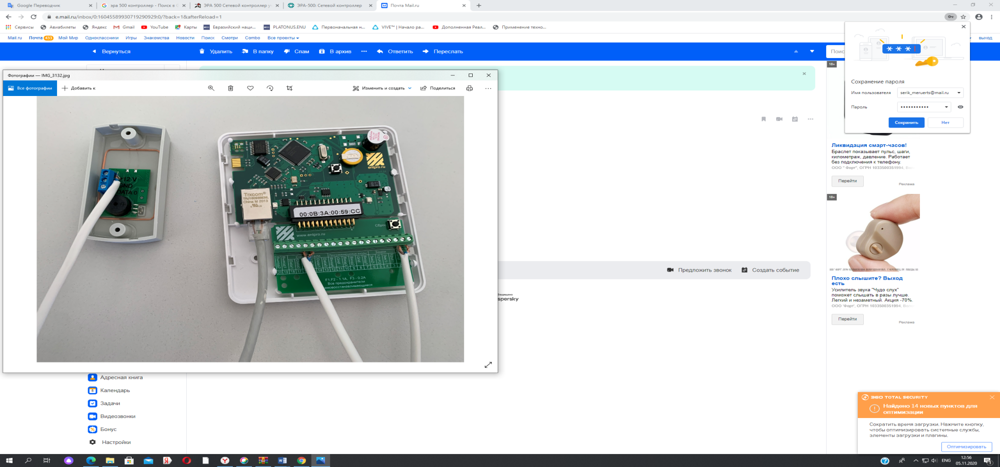 Google Переводчик
эра 500 контроллер - Поиск в G
ЭРА 500 Сетевой контроллер у
ЭРА-500: Сетевой контроллер
Почта Mail.ru
e.mail.ru/inbox/0:16045589930719290929:0/?back=1&afterReload=1
Сервисы
Авиабилеты
Яндекс
Gmail
YouTube
Карты
Евразийский наци...
PLATONUS.ENU
Первоначальная н...
VIVE™ | Начало ра...
Дополненная Реал...
Применение техно...
Mail.ru Почта 433 Мой Мир Одноклассники Игры Знакомства Новости Поиск Смотри Combo Все проекты
выход
Вернуться
Удалить
В папку
Спам
В архив
Ответить
Переслать
Поис
Фотографии — IMG_3132.jpg
Все фотографии
Добавить к
Изменить и создать
Поделиться
+12 V
GND
DATA 0
entpro.ru
Trxcom
TRJ16093BENL
China M 2013
00:0B:3A:00:59:CC
Сброс
www.entpro.ru
Программируемые входы
F1,F2 - 1.1A, F3 - 0.2A
Все предохранители
самовосстанавливающиеся
Предложить звонок
Создать событие
Защищено
spersky
Адресная книга
Календарь
Задачи
Видеозвонки
Бонус
Настройки
Сохранение пароля
Имя пользователя
serik_meruerts@mail.ru
Пароль
•••••••••••
Сохранить
Нет
18+
Ликвидация смарт-часов!
Браслет показывает пульс, шаги,
километраж, давление. Работает
без подключения к телефону.
ООО " Форт", ОГРН 1033500351994,
Перейти
Реклама
18+
Плохо слышите? Выход
есть
Усилитель звука "Чудо слух"
поможет слышать в разы лучше.
Легкий и незаметный. Акция -70%.
ООО "Форт", ОГРН 1033500351994,
Перейти
Реклама
360 TOTAL SECURITY
Найдено 14 новых пунктов для
оптимизации
Сократить время загрузки. Нажмите кнопку,
чтобы оптимизировать системные службы,
элементы загрузки и плагины.
Оптимизировать
ENG
12:56
05.11.2020